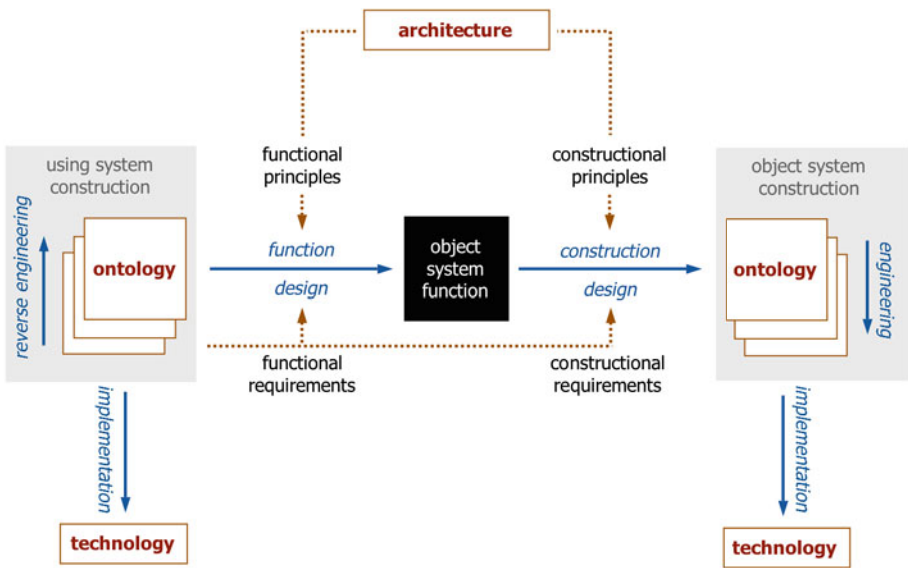 architecture
functional
principles
constructional
principles
using system
construction
object system
construction
reverse engineering
ontology
function
design
object
system
function
construction
design
ontology
engineering
functional
requirements
constructional
requirements
implementation
implementation
technology
technology